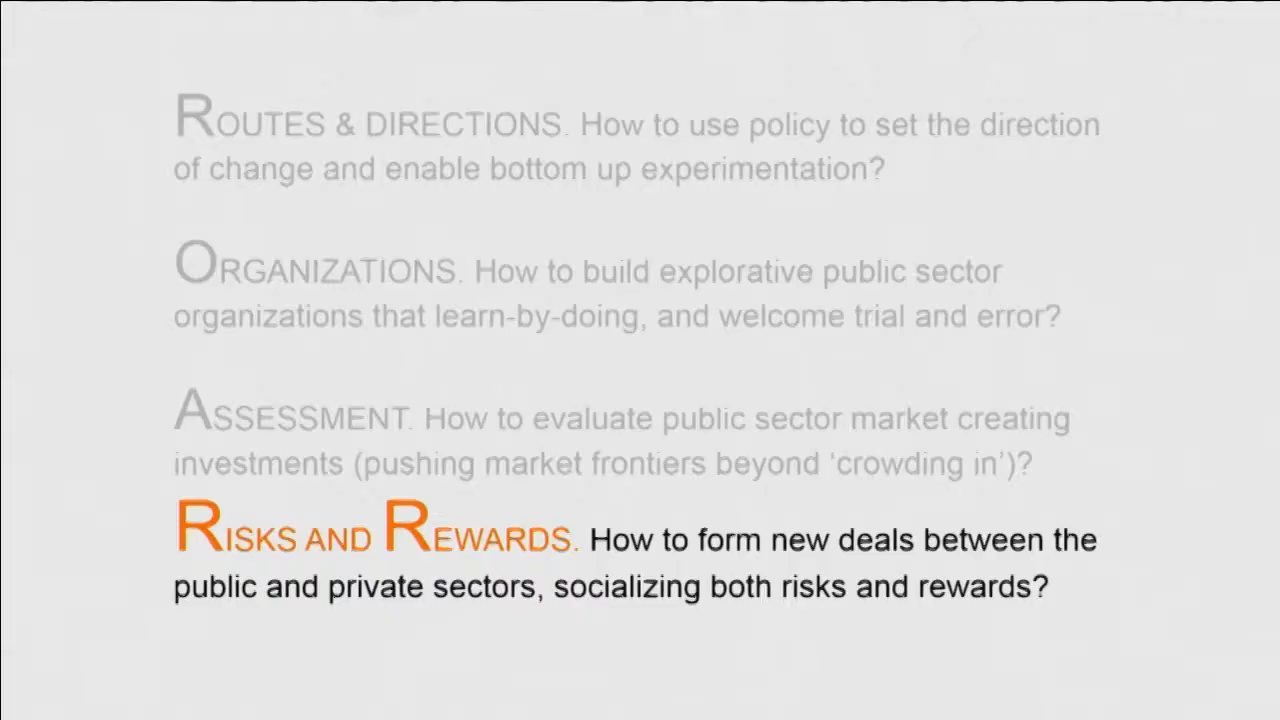 ROUTES & DIRECTIONS. How to use policy to set the direction
of change and enable bottom up experimentation?
ORGANIZATIONS. How to build explorative public sector
organizations that learn-by-doing, and welcome trial and error?
ASSESSMENT. How to evaluate public sector market creating
investments (pushing market frontiers beyond ‘crowding in’)?
RISKS AND REWARDS. How to form new deals between the
public and private sectors, socializing both risks and rewards?